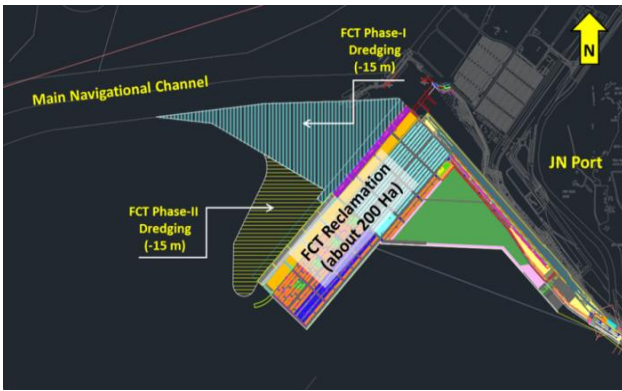 FCT Phase-I
Dredging
(-15 m)
N
Main Navigational Channel
JN Port
FCT Phase-II
Dredging
(-15 m)
FCT Reclamation
(about 200 Ha)